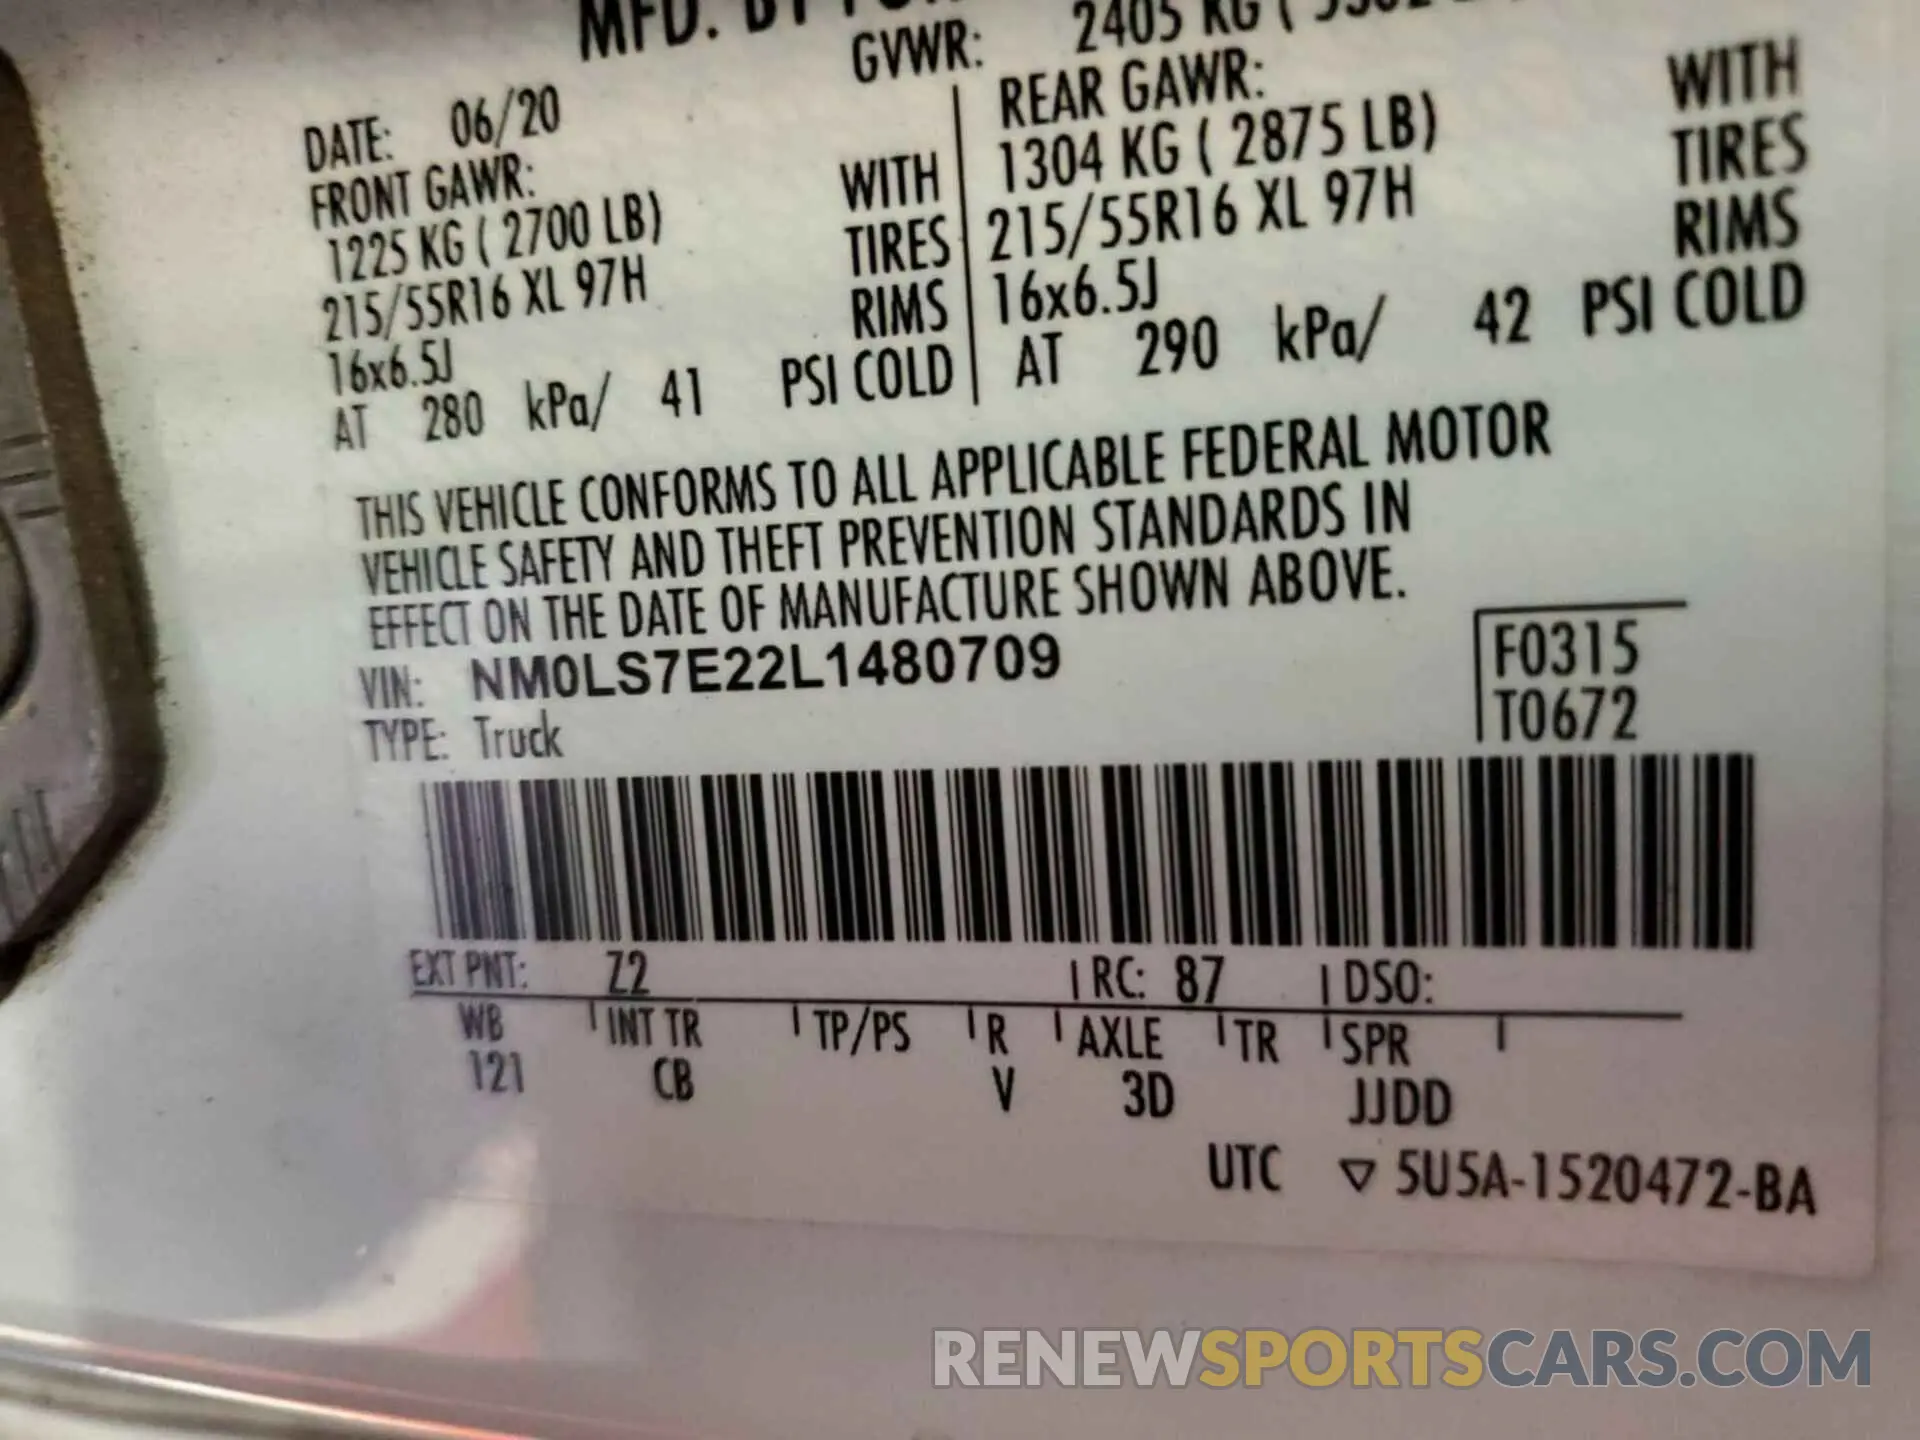 MFD. BY
GVWR: 2405 KG (
DATE: 06/20
FRONT GAWR:
1225 KG ( 2700 LB) WITH
215/55R16 XL 97H TIRES
16x6.5J RIMS
AT 280 kPa/ 41 PSI COLD
REAR GAWR:
1304 KG ( 2875 LB) WITH
215/55R16 XL 97H TIRES
16x6.5J RIMS
AT 290 kPa/ 42 PSI COLD
THIS VEHICLE CONFORMS TO ALL APPLICABLE FEDERAL MOTOR
VEHICLE SAFETY AND THEFT PREVENTION STANDARDS IN
EFFECT ON THE DATE OF MANUFACTURE SHOWN ABOVE.
VIN: NM0LS7E22L1480709
TYPE: Truck
F0315
T0672
EXT PNT: Z2 RC: 87 DSO:
WB INT TR TP/PS R AXLE TR SPR
121 CB V 3D JJDD
UTC ▽ 5U5A-1520472-BA
RENEWSPORTSCARS.COM